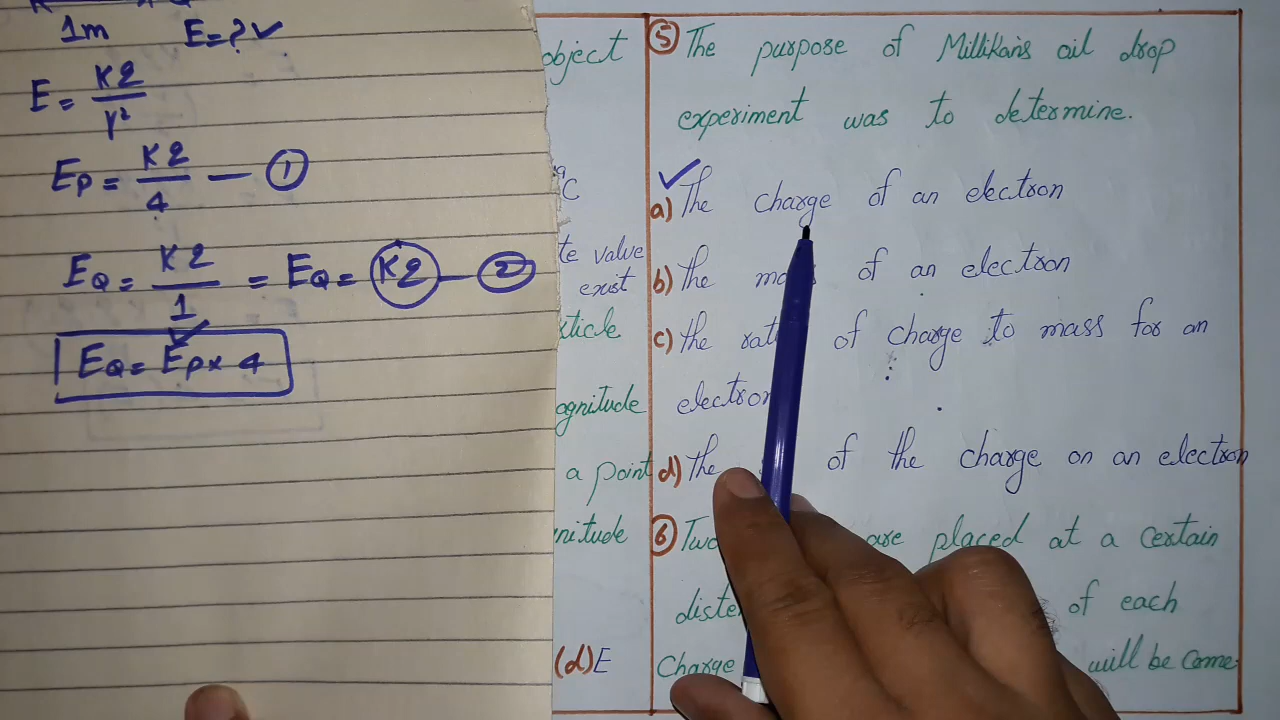 1m E=?✓
E = KQ/r²
EP = KQ/4 — ①
EQ = KQ/1 = EQ = KQ — ②
EQ = EP x 4
object
C
te value
exist
ticle
agnitude
a point
nitude
(d) E
⑤ The purpose of Millikan's oil drop
experiment was to determine.
✓
a) The charge of an electron
b) The of an electron
c) The of charge to mass for an
electron
d) The of the charge on an electron
⑥ Two are placed at a certain
of each
Charge will be come